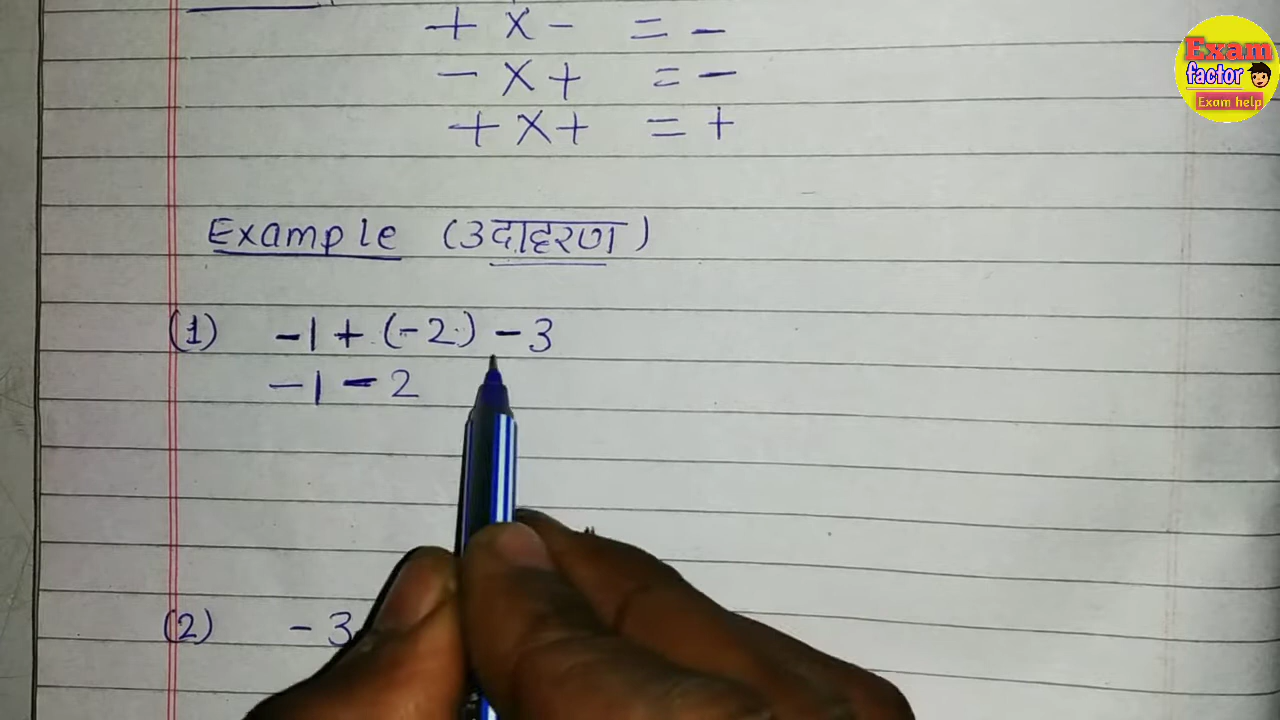 + × - = -
- × + = -
+ × + = +
Example (उदाहरण)
(1) -1 + (-2) - 3
-1 - 2
(2) - 3
Exam
factor
Exam help